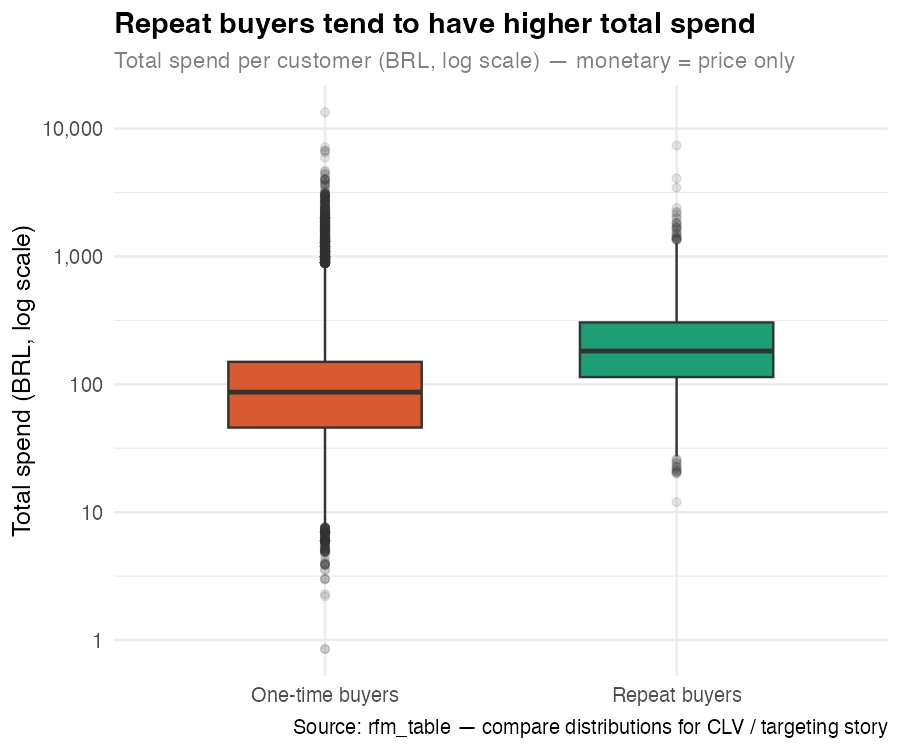 Repeat buyers tend to have higher total spend
Total spend per customer (BRL, log scale) — monetary = price only
Total spend (BRL, log scale)
10,000
1,000
100
10
1
One-time buyers
Repeat buyers
Source: rfm_table — compare distributions for CLV / targeting story